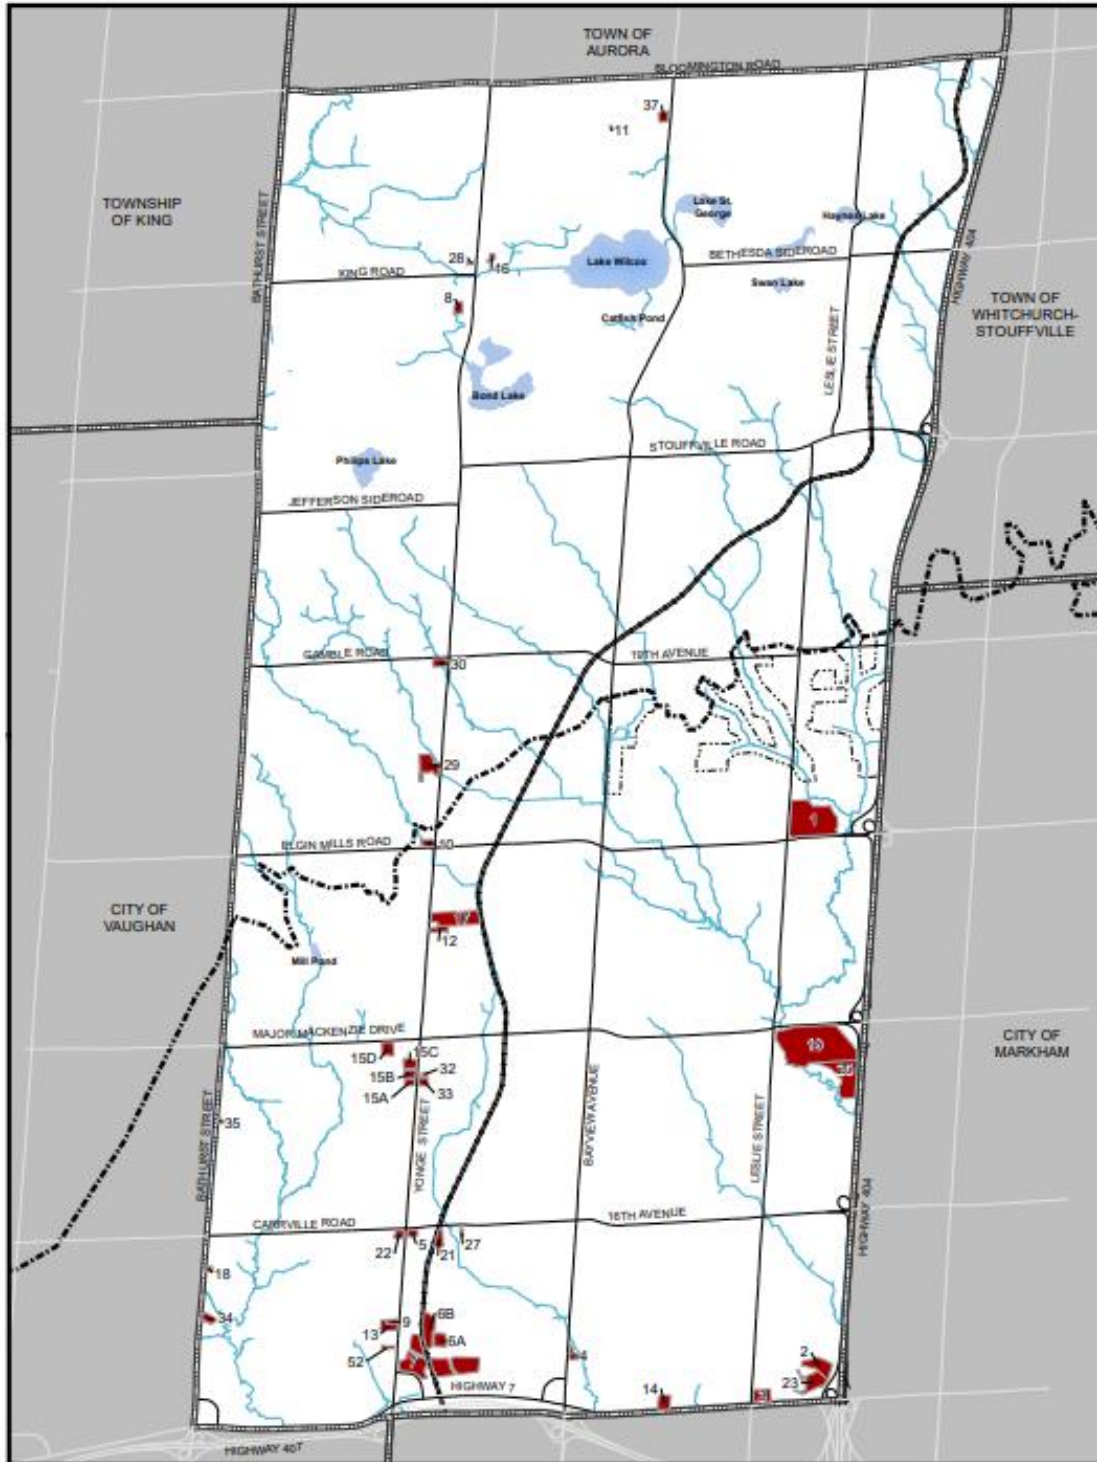 TOWN OF
AURORA
BLOOMINGTON ROAD
37
11
TOWNSHIP
OF KING
BATHURST STREET
Lake St.
George
Haynes Lake
HIGHWAY 404
28
16
KING ROAD
Lake Wilcox
BETHESDA SIDEROAD
Swan Lake
TOWN OF
WHITCHURCH-
STOUFFVILLE
8
Catfish Pond
LESLIE STREET
Bond Lake
STOUFFVILLE ROAD
Philips Lake
JEFFERSON SIDEROAD
GAMBLE ROAD
30
19TH AVENUE
29
1
ELGIN MILLS ROAD
10
CITY OF
VAUGHAN
17
12
Mill Pond
MAJOR MACKENZIE DRIVE
CITY OF
MARKHAM
19
15D
15C
15B
32
15A
33
BATHURST STREET
35
YONGE STREET
BAYVIEW AVENUE
LESLIE STREET
HIGHWAY 404
CARRVILLE ROAD
16TH AVENUE
22
5
21
27
18
34
6B
9
13
6A
52
4
2
23
HIGHWAY 7
14
3
HIGHWAY 407